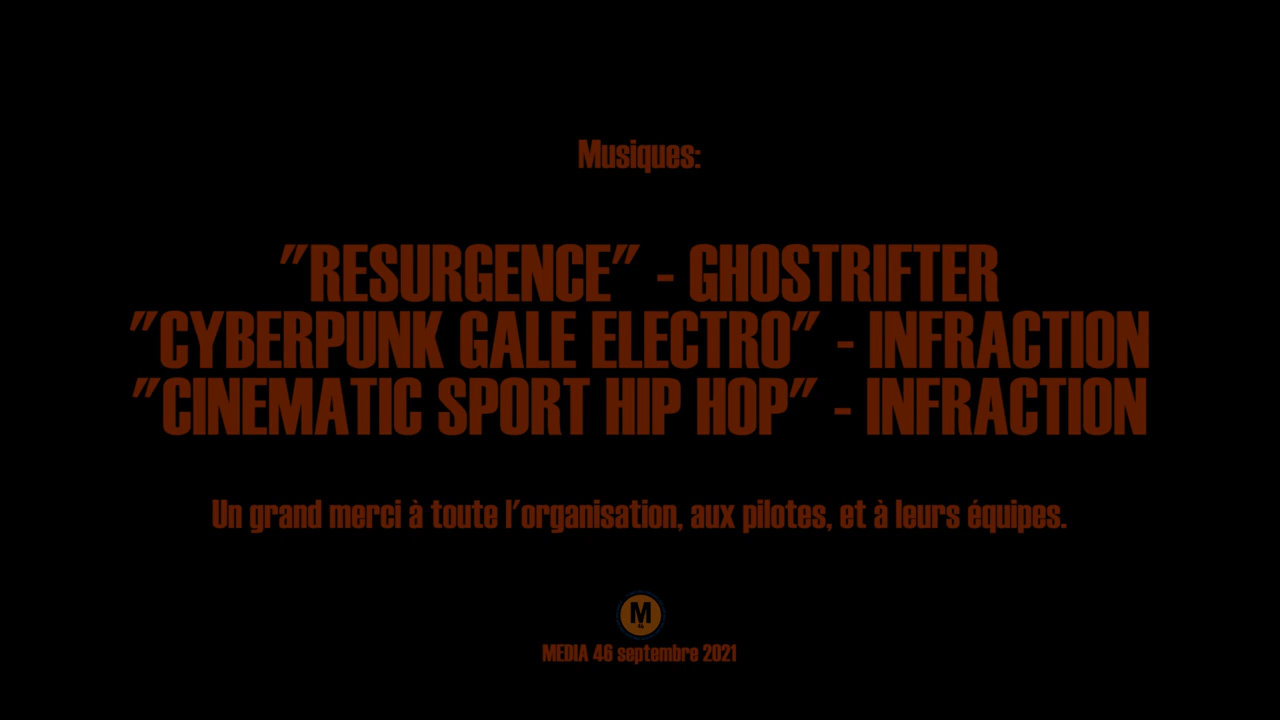 Musiques:
"RESURGENCE" - GHOSTRIFTER
"CYBERPUNK GALE ELECTRO" - INFRACTION
"CINEMATIC SPORT HIP HOP" - INFRACTION
Un grand merci à toute l'organisation, aux pilotes, et à leurs équipes.
M
46
MEDIA 46 septembre 2021